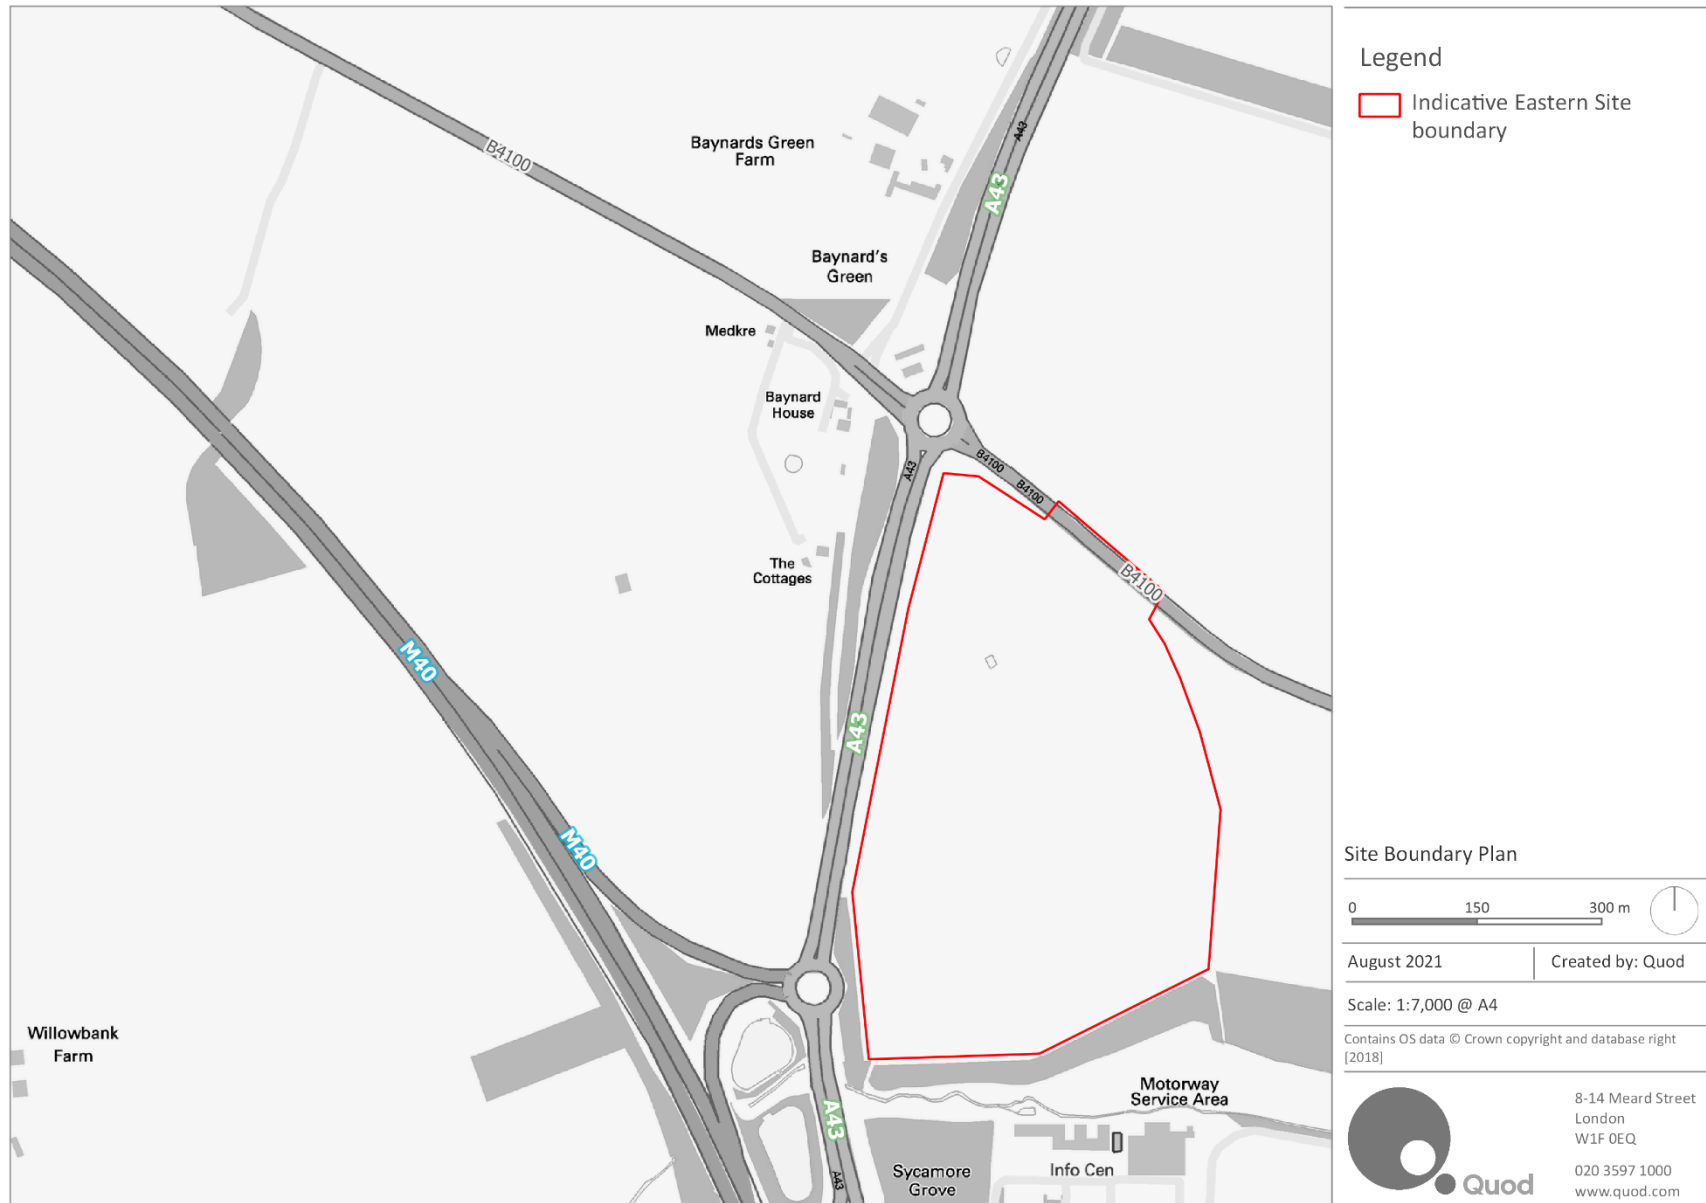 B4100
Baynards Green
Farm
A43
A43
Baynard's
Green
Medkre
Baynard
House
A43
B4100
B4100
The
Cottages
B4100
M40
A43
M40
Willowbank
Farm
Motorway
Service Area
A43
Sycamore
Grove
Info Cen
A43
Legend
Indicative Eastern Site
boundary
Site Boundary Plan
0 150 300 m
August 2021 Created by: Quod
Scale: 1:7,000 @ A4
Contains OS data © Crown copyright and database right
[2018]
8-14 Meard Street
London
W1F 0EQ
020 3597 1000
www.quod.com
Quod